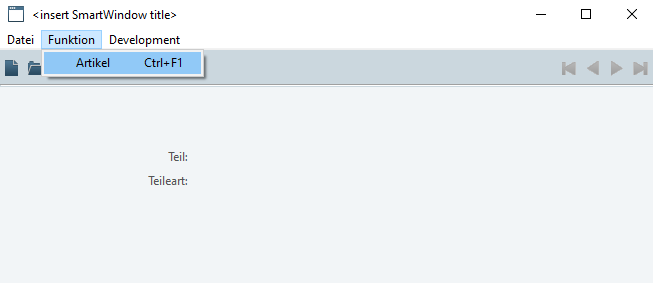 <insert SmartWindow title>
Datei Funktion Development
Artikel Ctrl+F1
Teil:
Teileart: